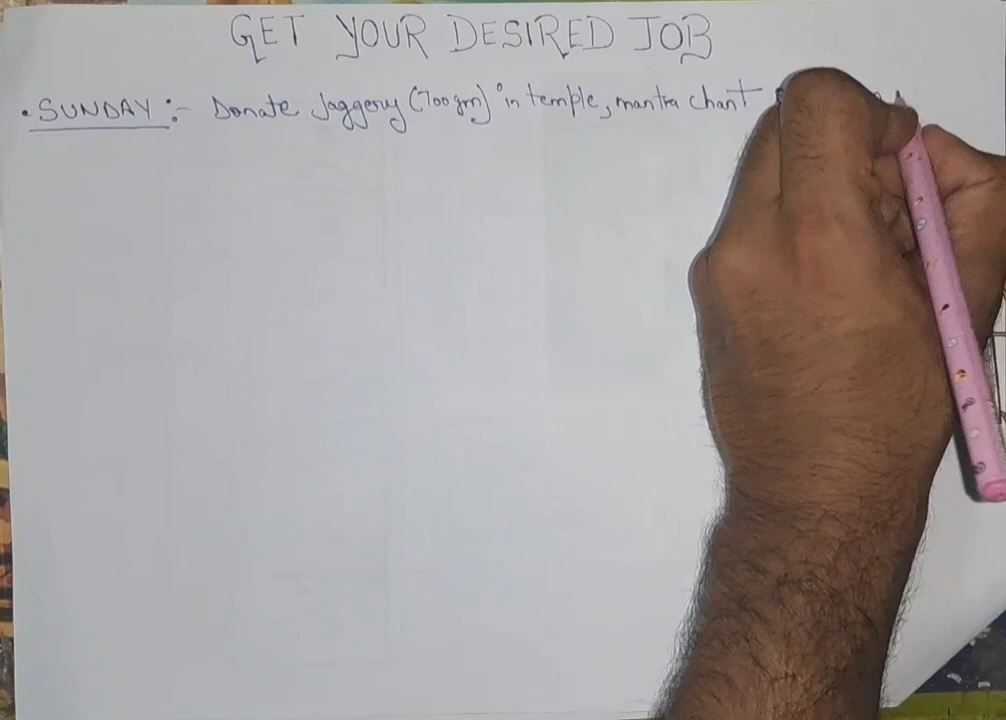 GET YOUR DESIRED JOB
• SUNDAY :- Donate Jaggery (700 gm) in temple, mantra chant